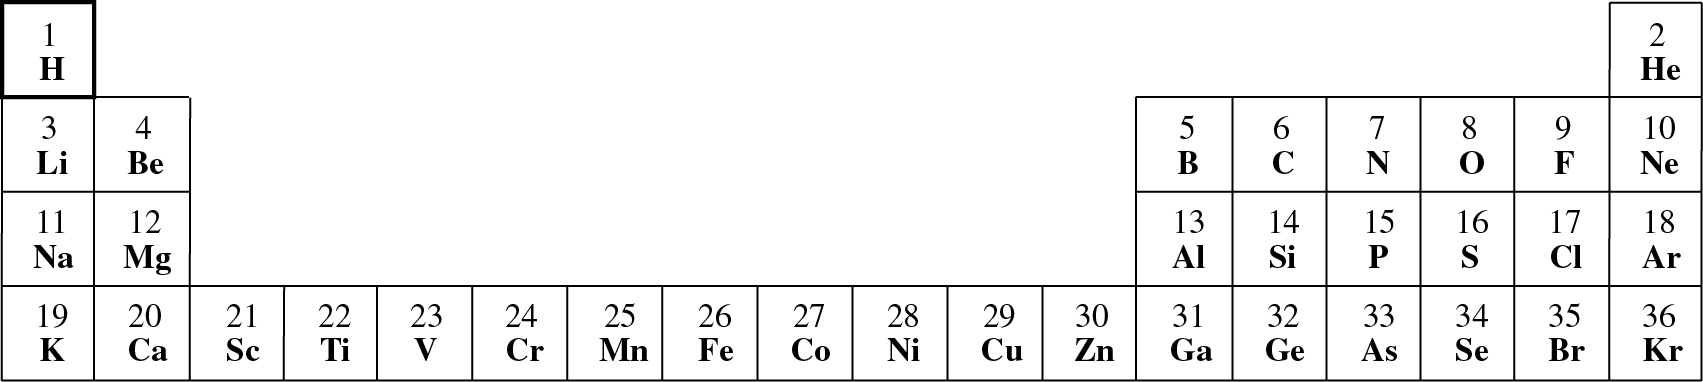 1 2
H He
3 4 5 6 7 8 9 10
Li Be B C N O F Ne
11 12 13 14 15 16 17 18
Na Mg Al Si P S Cl Ar
19 20 21 22 23 24 25 26 27 28 29 30 31 32 33 34 35 36
K Ca Sc Ti V Cr Mn Fe Co Ni Cu Zn Ga Ge As Se Br Kr